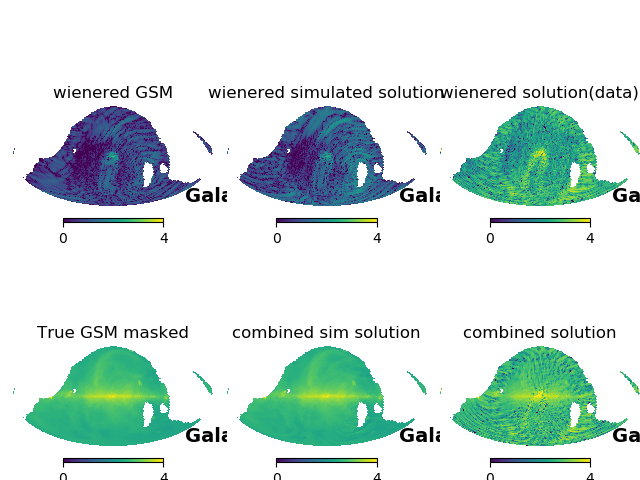 wienered GSM
wienered simulated solution
wienered solution(data)
Gala
Gala
Ga
0 4
0 4
0 4
True GSM masked
combined sim solution
combined solution
Gala
Gala
Ga
0 4
0 4
0 4